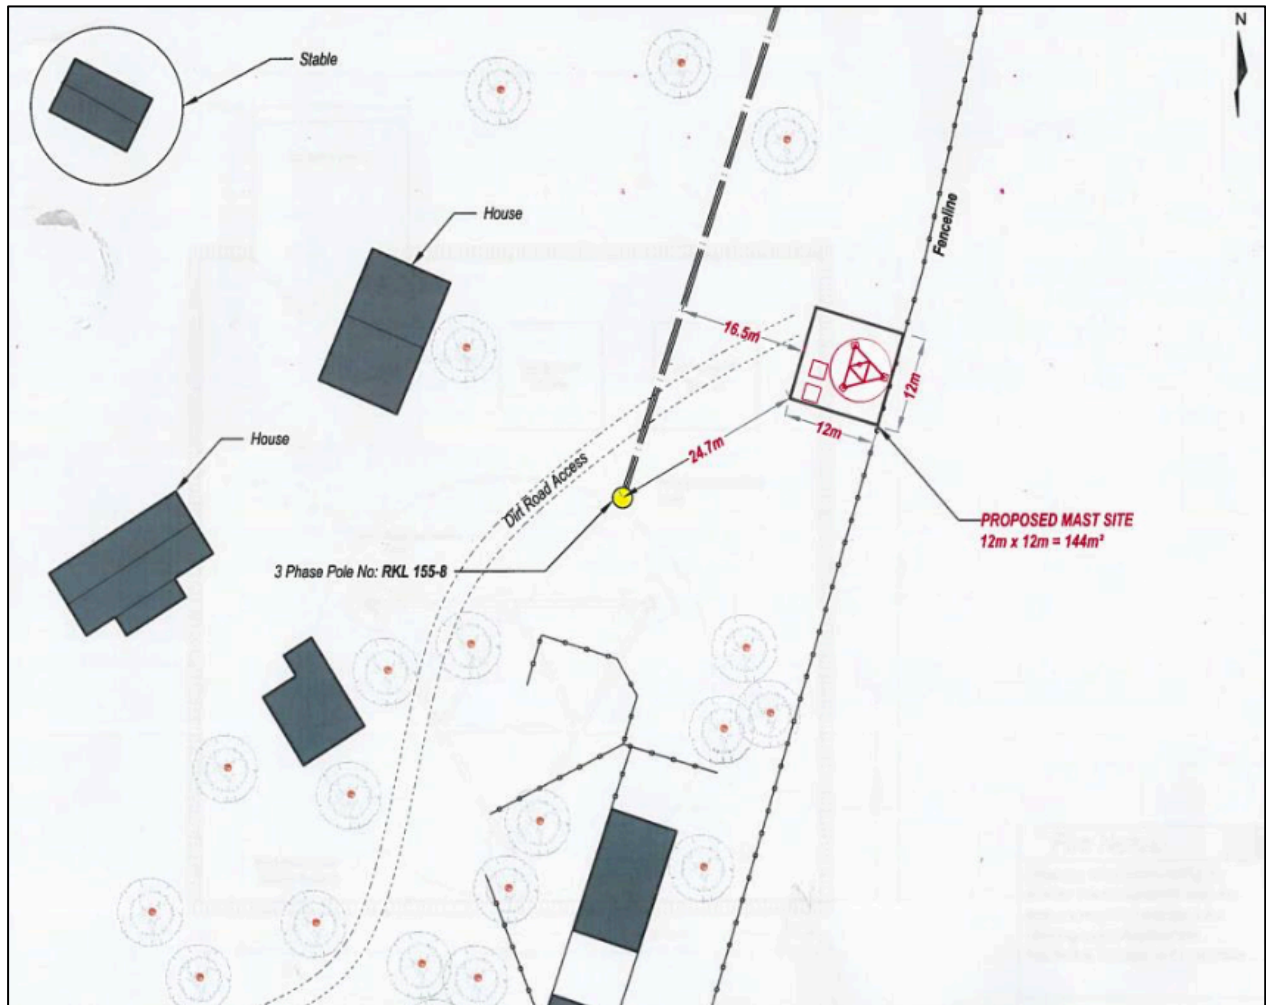 N
Stable
House
Fenceline
16.5m
12m
12m
24.7m
House
Dirt Road Access
PROPOSED MAST SITE
12m x 12m = 144m²
3 Phase Pole No: RKL 155-8